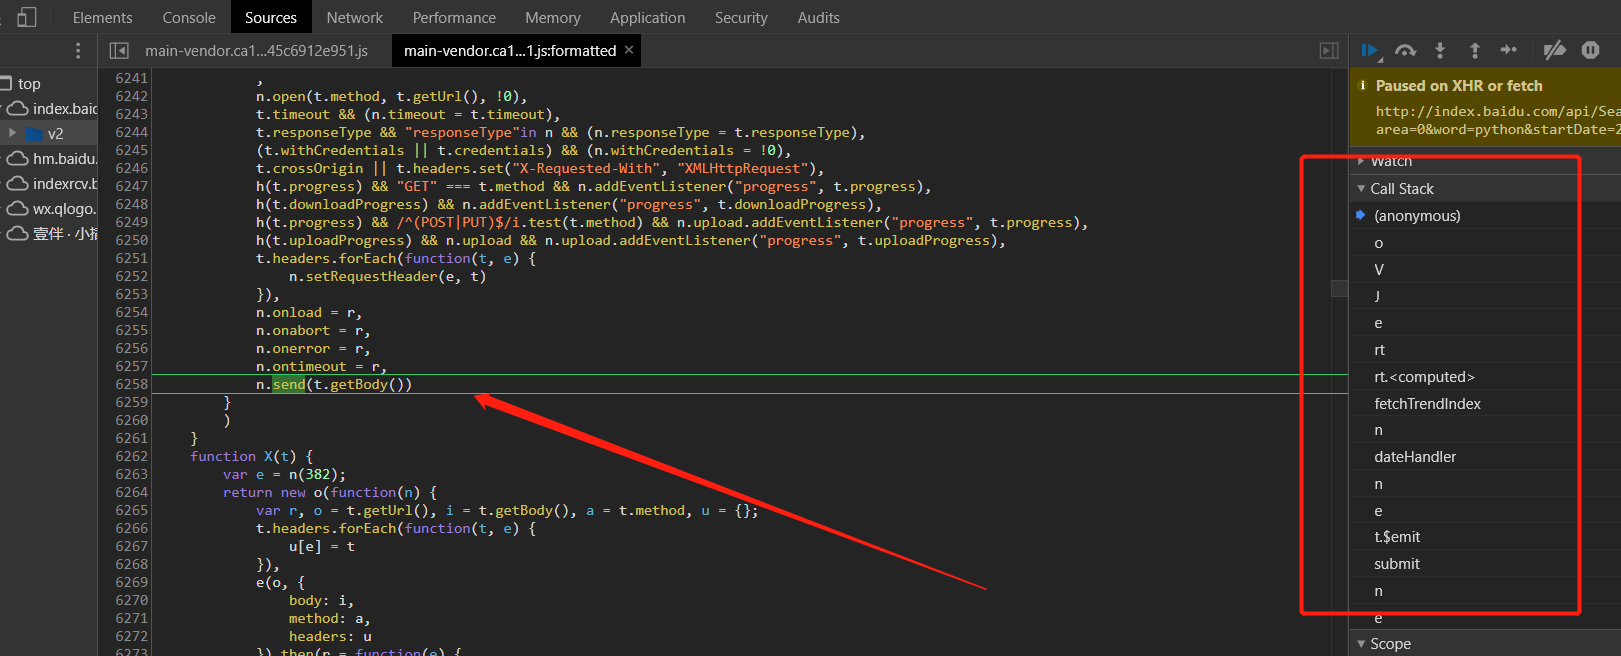 Elements Console Sources Network Performance Memory Application Security Audits
main-vendor.ca1...45c6912e951.js main-vendor.ca1...1.js:formatted ×
top
index.baid
v2
hm.baidu.
indexrcv.b
wx.qlogo.
壹伴 · 小插
6241 ,
6242 n.open(t.method, t.getUrl(), !0),
6243 t.timeout && (n.timeout = t.timeout),
6244 t.responseType && "responseType"in n && (n.responseType = t.responseType),
6245 (t.withCredentials || t.credentials) && (n.withCredentials = !0),
6246 t.crossOrigin || t.headers.set("X-Requested-With", "XMLHttpRequest"),
6247 h(t.progress) && "GET" === t.method && n.addEventListener("progress", t.progress),
6248 h(t.downloadProgress) && n.addEventListener("progress", t.downloadProgress),
6249 h(t.progress) && /^(POST|PUT)$/i.test(t.method) && n.upload.addEventListener("progress", t.progress),
6250 h(t.uploadProgress) && n.upload && n.upload.addEventListener("progress", t.uploadProgress),
6251 t.headers.forEach(function(t, e) {
6252 n.setRequestHeader(e, t)
6253 }),
6254 n.onload = r,
6255 n.onabort = r,
6256 n.onerror = r,
6257 n.ontimeout = r,
6258 n.send(t.getBody())
6259 }
6260 )
6261 }
6262 function X(t) {
6263 var e = n(382);
6264 return new o(function(n) {
6265 var r, o = t.getUrl(), i = t.getBody(), a = t.method, u = {};
6266 t.headers.forEach(function(t, e) {
6267 u[e] = t
6268 }),
6269 e(o, {
6270 body: i,
6271 method: a,
6272 headers: u
6273 }).then(r = function(e) {
Paused on XHR or fetch
http://index.baidu.com/api/Sea
area=0&word=python&startDate=2
Watch
Call Stack
(anonymous)
o
V
J
e
rt
rt.<computed>
fetchTrendIndex
n
dateHandler
n
e
t.$emit
submit
n
e
Scope